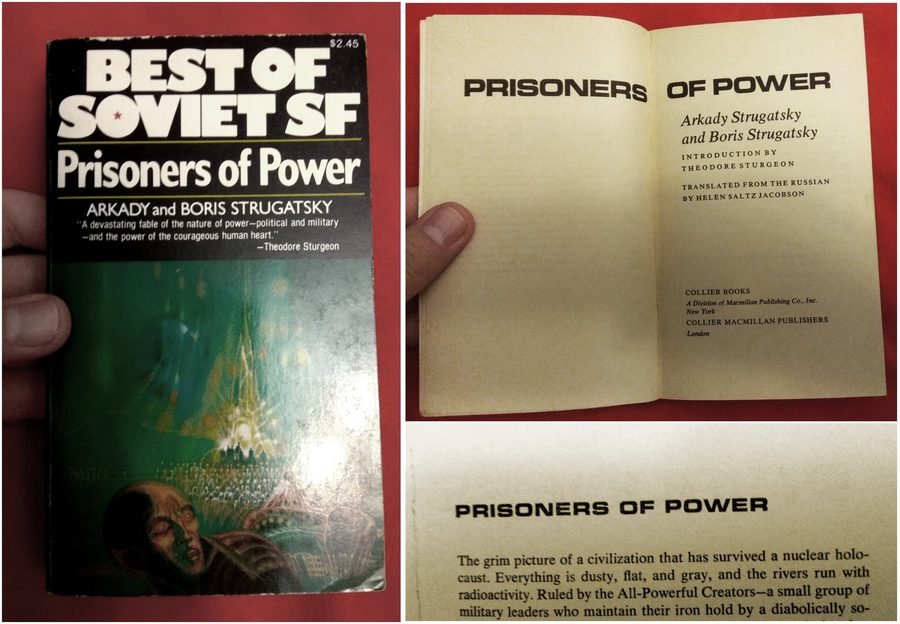 $2.45
BEST OF
SOVIET SF
Prisoners of Power
ARKADY and BORIS STRUGATSKY
"A devastating fable of the nature of power—political and military
—and the power of the courageous human heart."
—Theodore Sturgeon
PRISONERS OF POWER
Arkady Strugatsky
and Boris Strugatsky
INTRODUCTION BY
THEODORE STURGEON
TRANSLATED FROM THE RUSSIAN
BY HELEN SALTZ JACOBSON
COLLIER BOOKS
A Division of Macmillan Publishing Co., Inc.
New York
COLLIER MACMILLAN PUBLISHERS
London
PRISONERS OF POWER
The grim picture of a civilization that has survived a nuclear holo-
caust. Everything is dusty, flat, and gray, and the rivers run with
radioactivity. Ruled by the All-Powerful Creators—a small group of
military leaders who maintain their iron hold by a diabolically so-